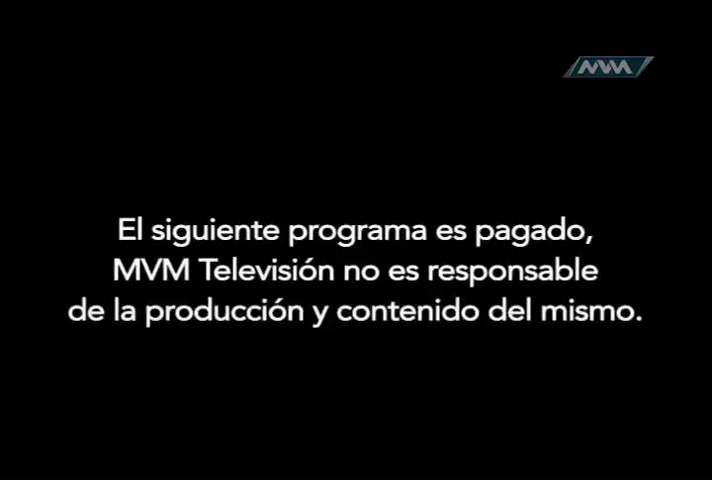 MVM
El siguiente programa es pagado,
MVM Televisión no es responsable
de la producción y contenido del mismo.